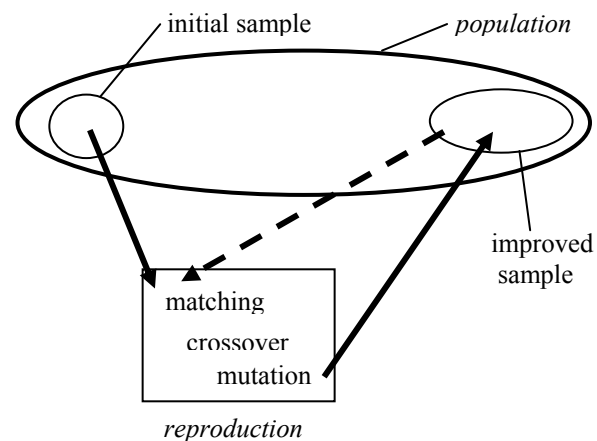 initial sample
population
improved
sample
matching
crossover
mutation
reproduction